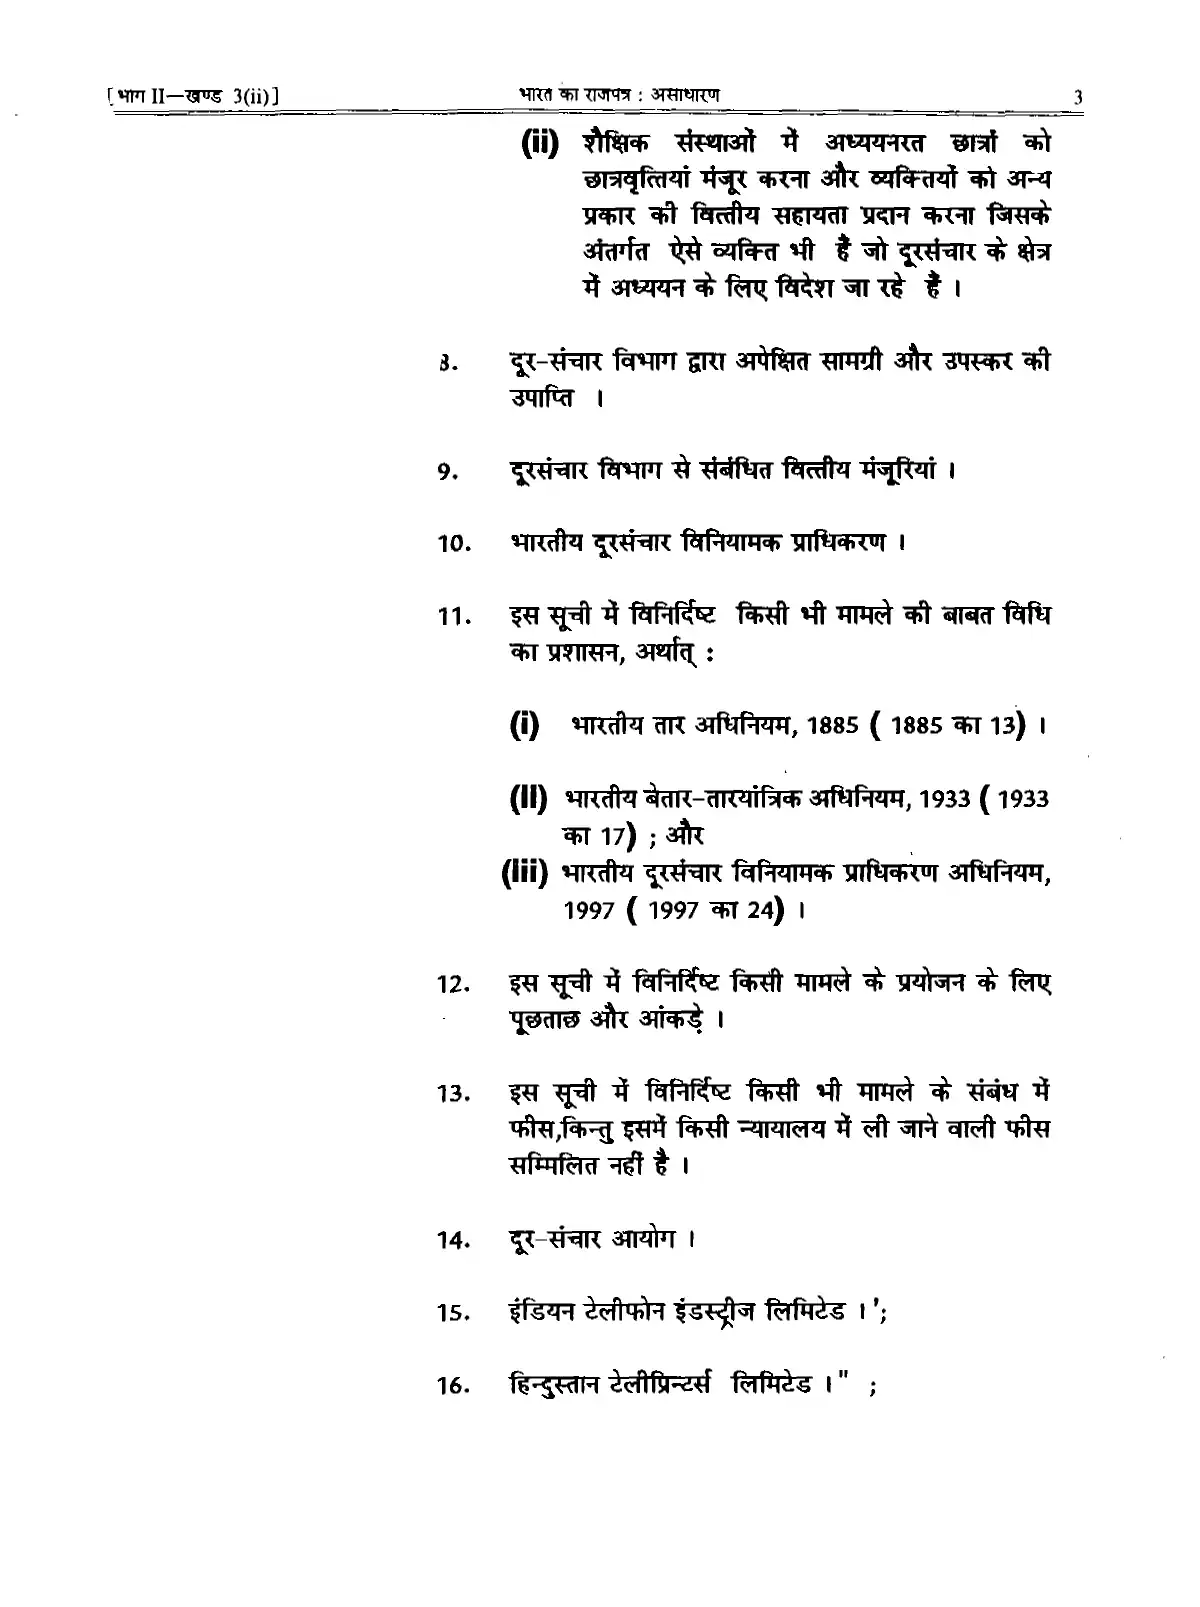 [भाग II—खण्ड 3(ii)] भारत का राजपत्र : असाधारण 3
(ii) शैक्षिक संस्थाओं में अध्ययनरत छात्रों को
छात्रवृत्तियां मंजूर करना और व्यक्तियों को अन्य
प्रकार की वित्तीय सहायता प्रदान करना जिसके
अंतर्गत ऐसे व्यक्ति भी हैं जो दूरसंचार के क्षेत्र
में अध्ययन के लिए विदेश जा रहे हैं ।
8. दूर-संचार विभाग द्वारा अपेक्षित सामग्री और उपस्कर की
उपाप्ति ।
9. दूरसंचार विभाग से संबंधित वित्तीय मंजूरियां ।
10. भारतीय दूरसंचार विनियामक प्राधिकरण ।
11. इस सूची में विनिर्दिष्ट किसी भी मामले की बाबत विधि
का प्रशासन, अर्थात् :
(i) भारतीय तार अधिनियम, 1885 ( 1885 का 13) ।
(II) भारतीय बेतार-तारयांत्रिक अधिनियम, 1933 ( 1933
का 17) ; और
(iii) भारतीय दूरसंचार विनियामक प्राधिकरण अधिनियम,
1997 ( 1997 का 24) ।
12. इस सूची में विनिर्दिष्ट किसी मामले के प्रयोजन के लिए
पूछताछ और आंकड़े ।
13. इस सूची में विनिर्दिष्ट किसी भी मामले के संबंध में
फीस,किन्तु इसमें किसी न्यायालय में ली जाने वाली फीस
सम्मिलित नहीं है ।
14. दूर-संचार आयोग ।
15. इंडियन टेलीफोन इंडस्ट्रीज लिमिटेड ।';
16. हिन्दुस्तान टेलीप्रिन्टर्स लिमिटेड ।" ;